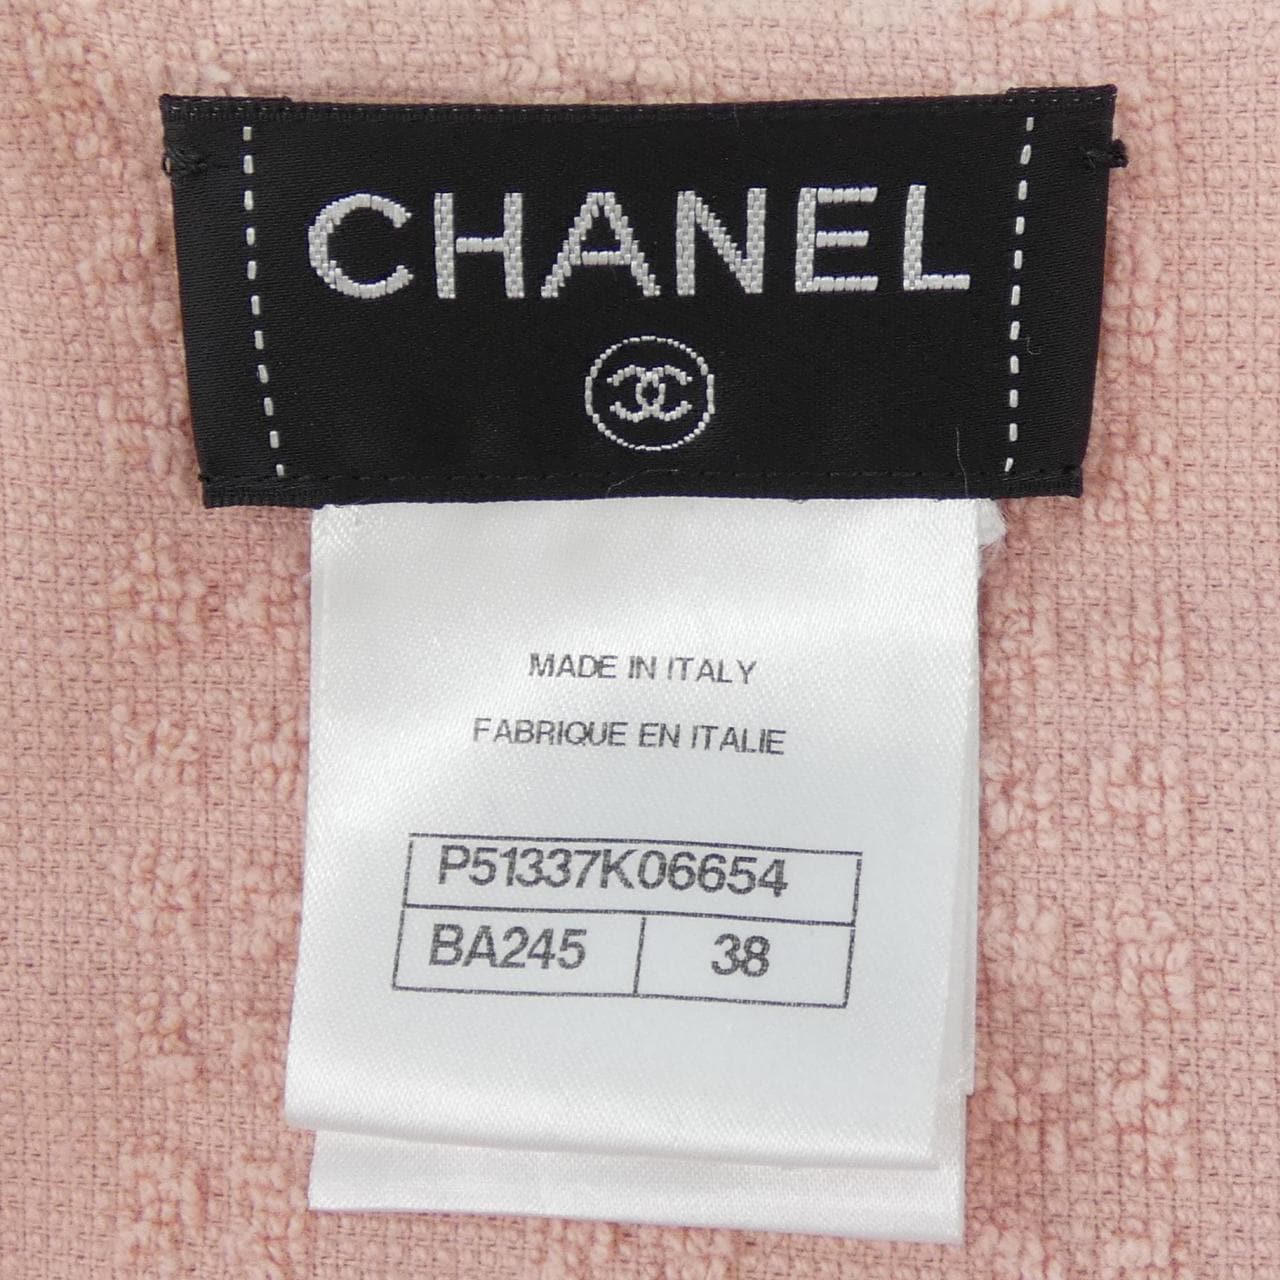 CHANEL
MADE IN ITALY
FABRIQUE EN ITALIE
P51337K06654
BA245 38